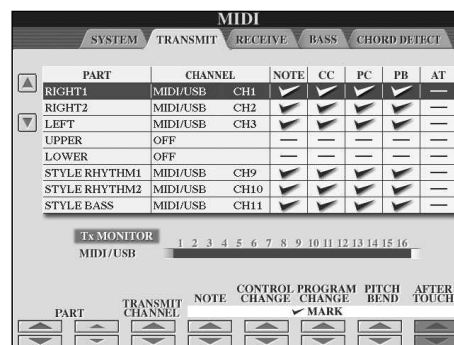 MIDI
SYSTEM TRANSMIT RECEIVE BASS CHORD DETECT
PART CHANNEL NOTE CC PC PB AT
RIGHT1 MIDI/USB CH1 —
RIGHT2 MIDI/USB CH2 —
LEFT MIDI/USB CH3 —
UPPER OFF — — — — —
LOWER OFF — — — — —
STYLE RHYTHM1 MIDI/USB CH9 —
STYLE RHYTHM2 MIDI/USB CH10 —
STYLE BASS MIDI/USB CH11 —
Tx MONITOR
MIDI/USB 1 2 3 4 5 6 7 8 9 10 11 12 13 14 15 16
PART TRANSMIT CHANNEL NOTE CONTROL CHANGE PROGRAM CHANGE PITCH BEND AFTER TOUCH
MARK